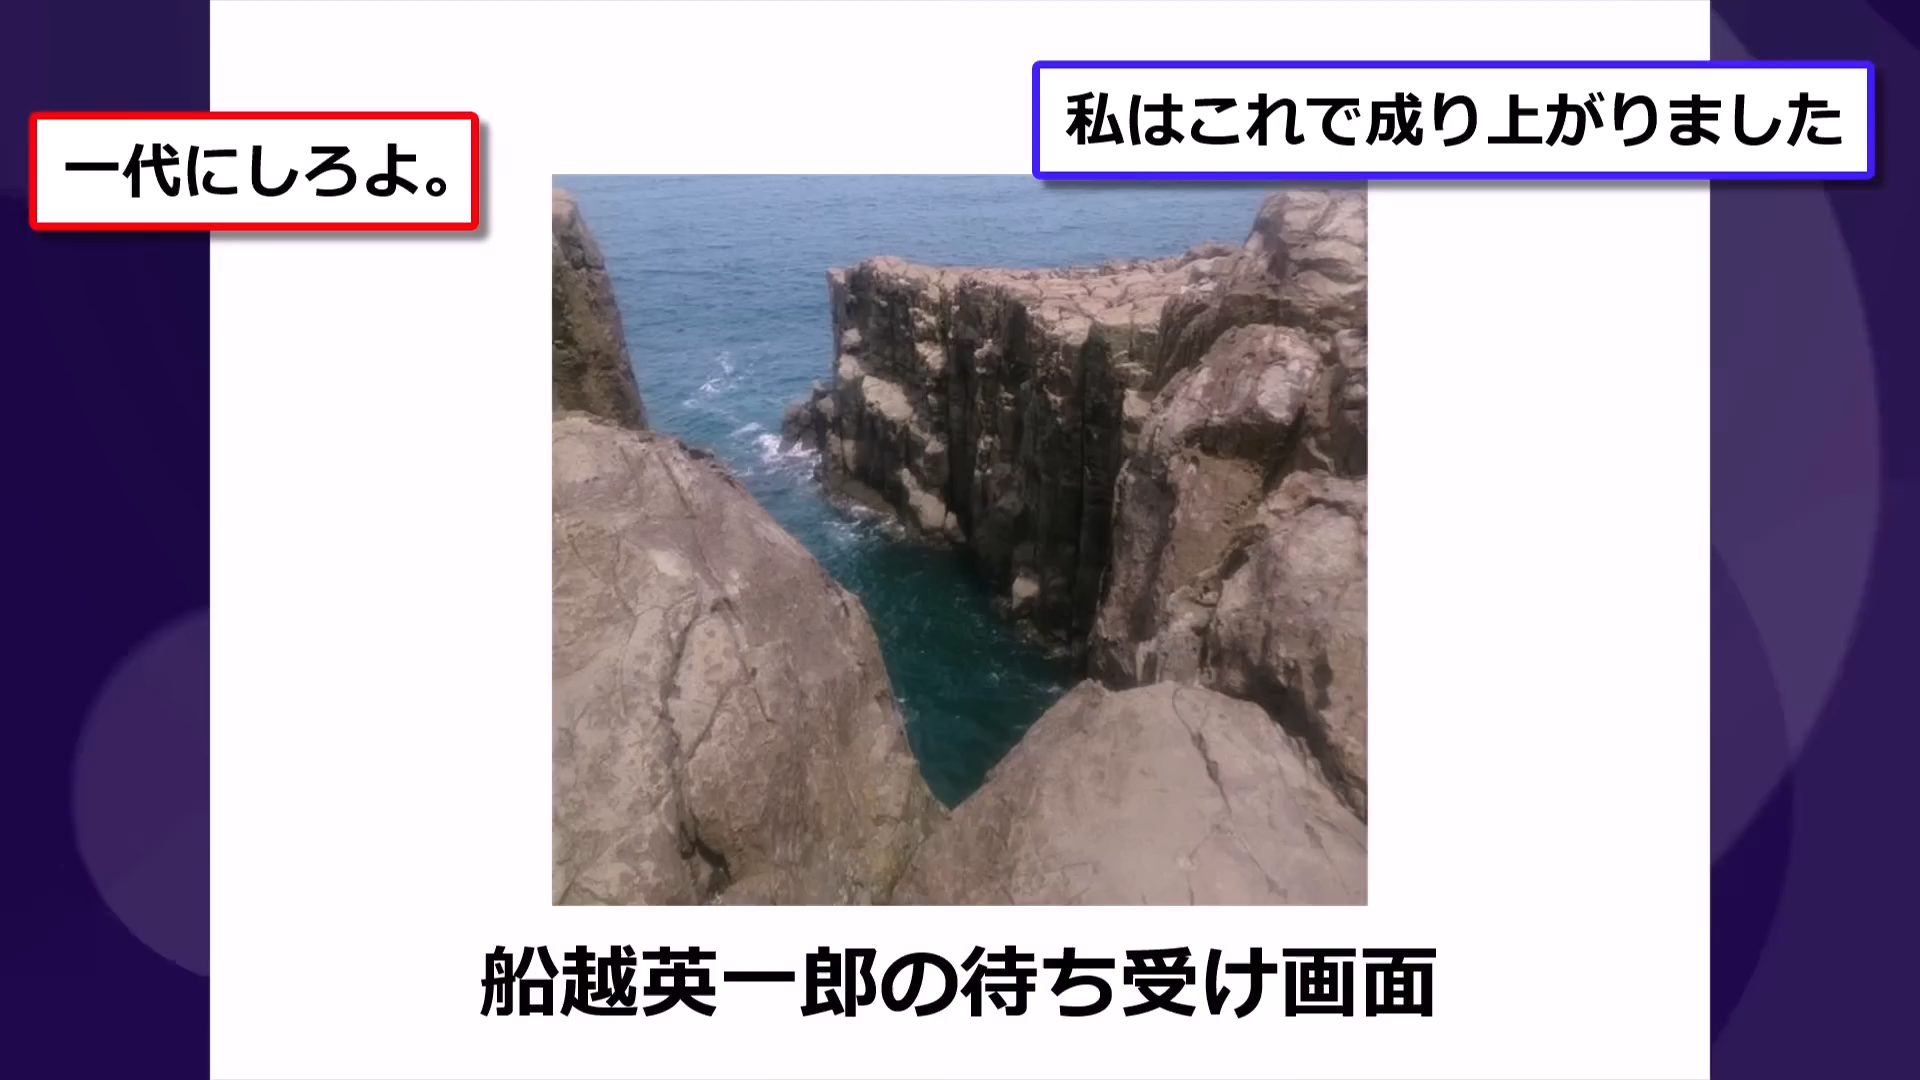 一代にしろよ。
私はこれで成り上がりました
船越英一郎の待ち受け画面